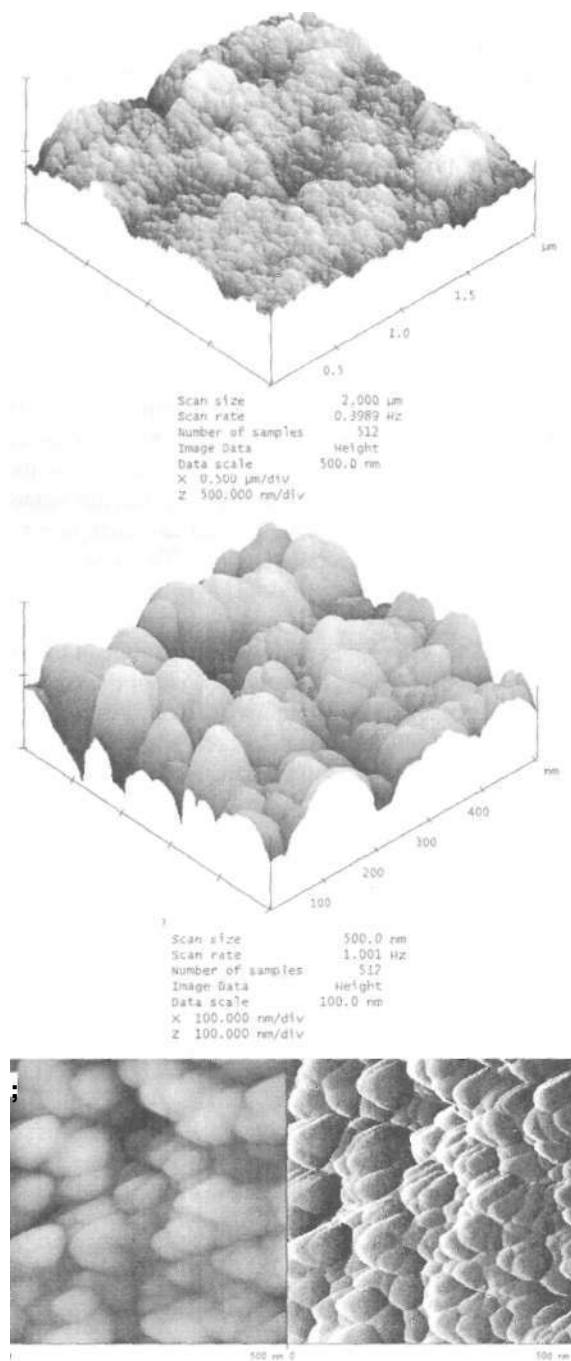 μm
1.5
1.0
0.5
Scan size 2.000 μm
Scan rate 0.3989 Hz
Number of samples 512
Image Data Height
Data scale 500.0 nm
X 0.500 μm/div
Z 500.000 nm/div
nm
400
300
200
100
Scan size 500.0 nm
Scan rate 1.001 Hz
Number of samples 512
Image Data Height
Data scale 100.0 nm
X 100.000 nm/div
Z 100.000 nm/div
500 nm 0 500 nm